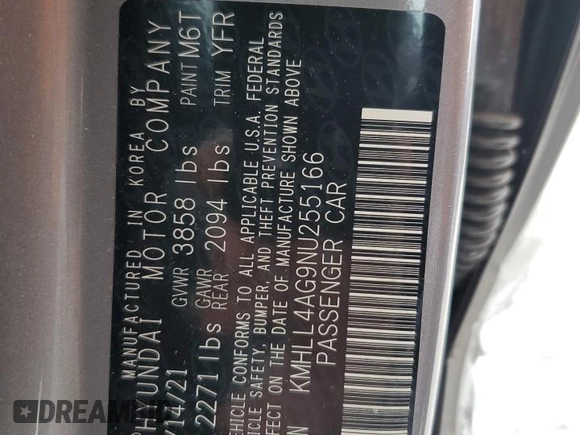 MANUFACTURED IN KOREA BY
HYUNDAI MOTOR COMPANY
/14/21 GVWR 3858 lbs PAINT M6T
2271 lbs GAWR REAR 2094 lbs TRIM YFR
VEHICLE CONFORMS TO ALL APPLICABLE U.S.A. FEDERAL
VEHICLE SAFETY, BUMPER, AND THEFT PREVENTION STANDARDS
EFFECT ON THE DATE OF MANUFACTURE SHOWN ABOVE
KMHLL4AG9NU255166
PASSENGER CAR
DREAMBID